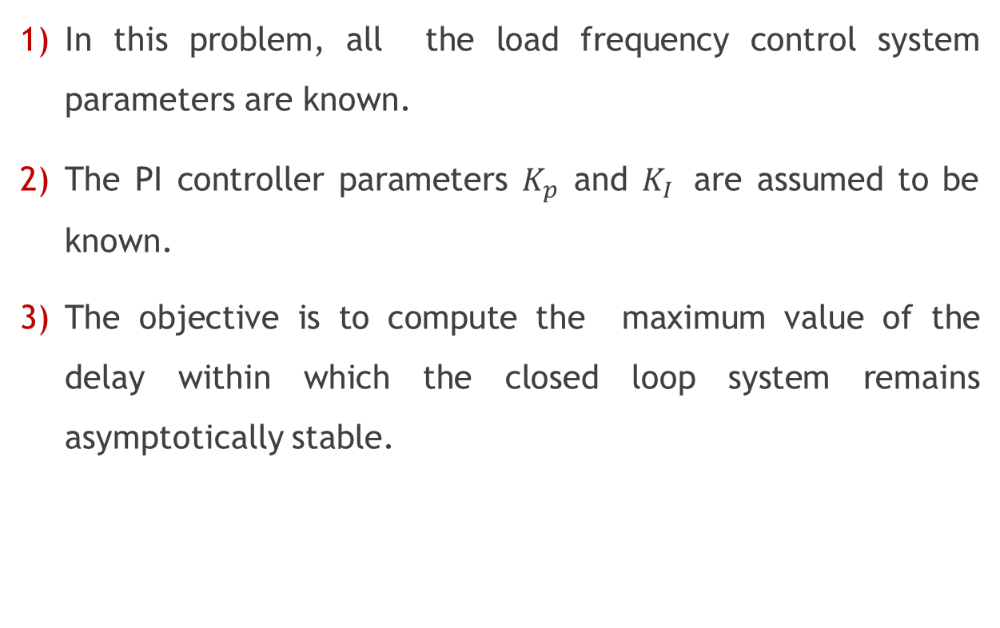 1) In this problem, all the load frequency control system
parameters are known.
2) The PI controller parameters K_p and K_I are assumed to be
known.
3) The objective is to compute the maximum value of the
delay within which the closed loop system remains
asymptotically stable.